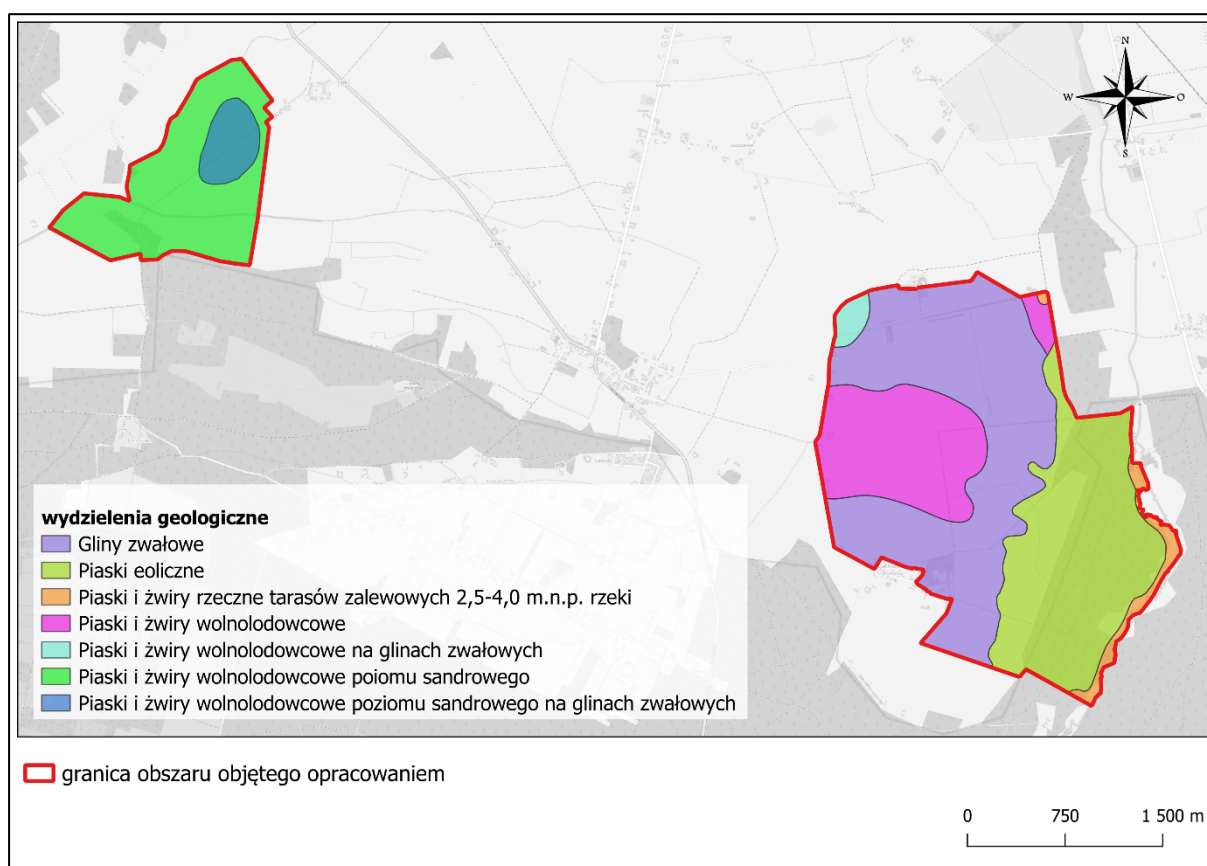 N
W
O
S
wydzielenia geologiczne
Gliny zwałowe
Piaski eoliczne
Piaski i żwiry rzeczne tarasów zalewowych 2,5-4,0 m.n.p. rzeki
Piaski i żwiry wolnolodowcowe
Piaski i żwiry wolnolodowcowe na glinach zwałowych
Piaski i żwiry wolnolodowcowe poiomu sandrowego
Piaski i żwiry wolnolodowcowe poziomu sandrowego na glinach zwałowych
granica obszaru objętego opracowaniem
0 750 1 500 m